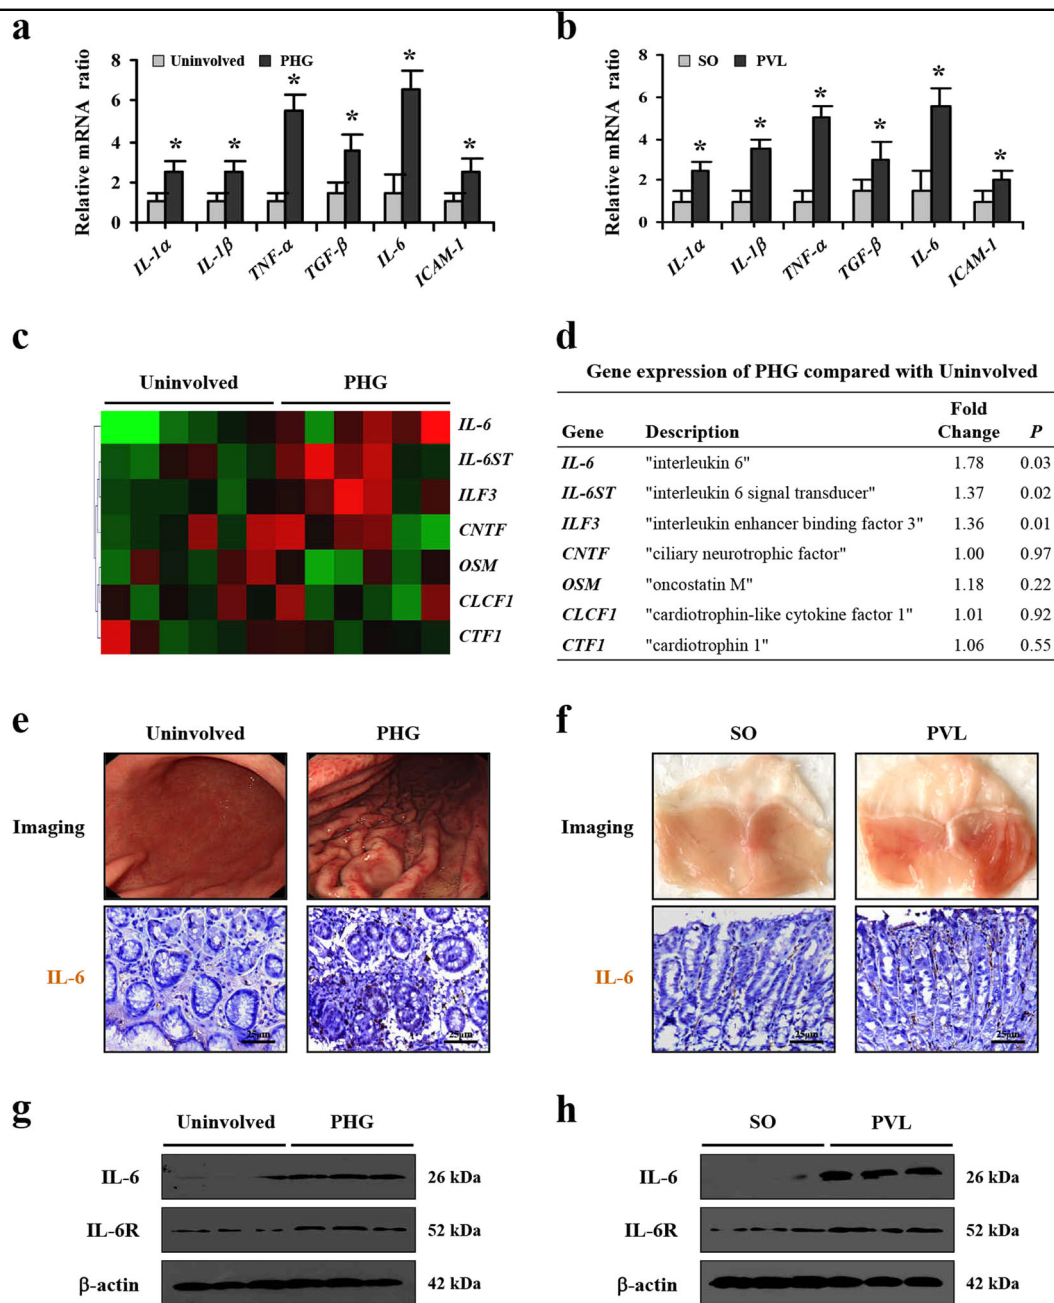 a
Relative mRNA ratio
8
6
4
2
0
Uninvolved PHG
* * * * * *
IL-1α IL-1β TNF-α TGF-β IL-6 ICAM-1
b
Relative mRNA ratio
8
6
4
2
0
SO PVL
* * * * * *
IL-1α IL-1β TNF-α TGF-β IL-6 ICAM-1
c
Uninvolved PHG
IL-6
IL-6ST
ILF3
CNTF
OSM
CLCF1
CTF1
d
Gene expression of PHG compared with Uninvolved
Gene Description Fold Change P
IL-6 "interleukin 6" 1.78 0.03
IL-6ST "interleukin 6 signal transducer" 1.37 0.02
ILF3 "interleukin enhancer binding factor 3" 1.36 0.01
CNTF "ciliary neurotrophic factor" 1.00 0.97
OSM "oncostatin M" 1.18 0.22
CLCF1 "cardiotrophin-like cytokine factor 1" 1.01 0.92
CTF1 "cardiotrophin 1" 1.06 0.55
e
Uninvolved PHG
Imaging
IL-6
25μm 25μm
f
SO PVL
Imaging
IL-6
25μm 25μm
g
Uninvolved PHG
IL-6 26 kDa
IL-6R 52 kDa
β-actin 42 kDa
h
SO PVL
IL-6 26 kDa
IL-6R 52 kDa
β-actin 42 kDa